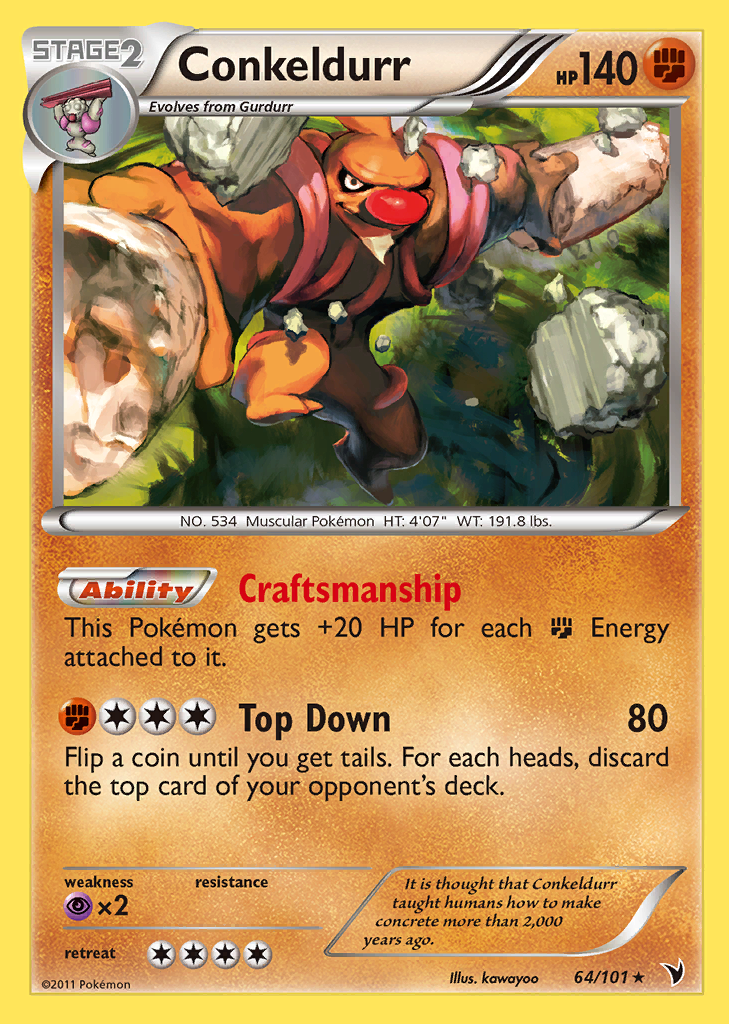 STAGE2
Conkeldurr
HP140
Evolves from Gurdurr
NO. 534 Muscular Pokémon HT: 4'07" WT: 191.8 lbs.
Ability Craftsmanship
This Pokémon gets +20 HP for each Energy
attached to it.
Top Down 80
Flip a coin until you get tails. For each heads, discard
the top card of your opponent's deck.
weakness resistance
×2
It is thought that Conkeldurr
taught humans how to make
concrete more than 2,000
years ago.
retreat
©2011 Pokémon
Illus. kawayoo 64/101 ★